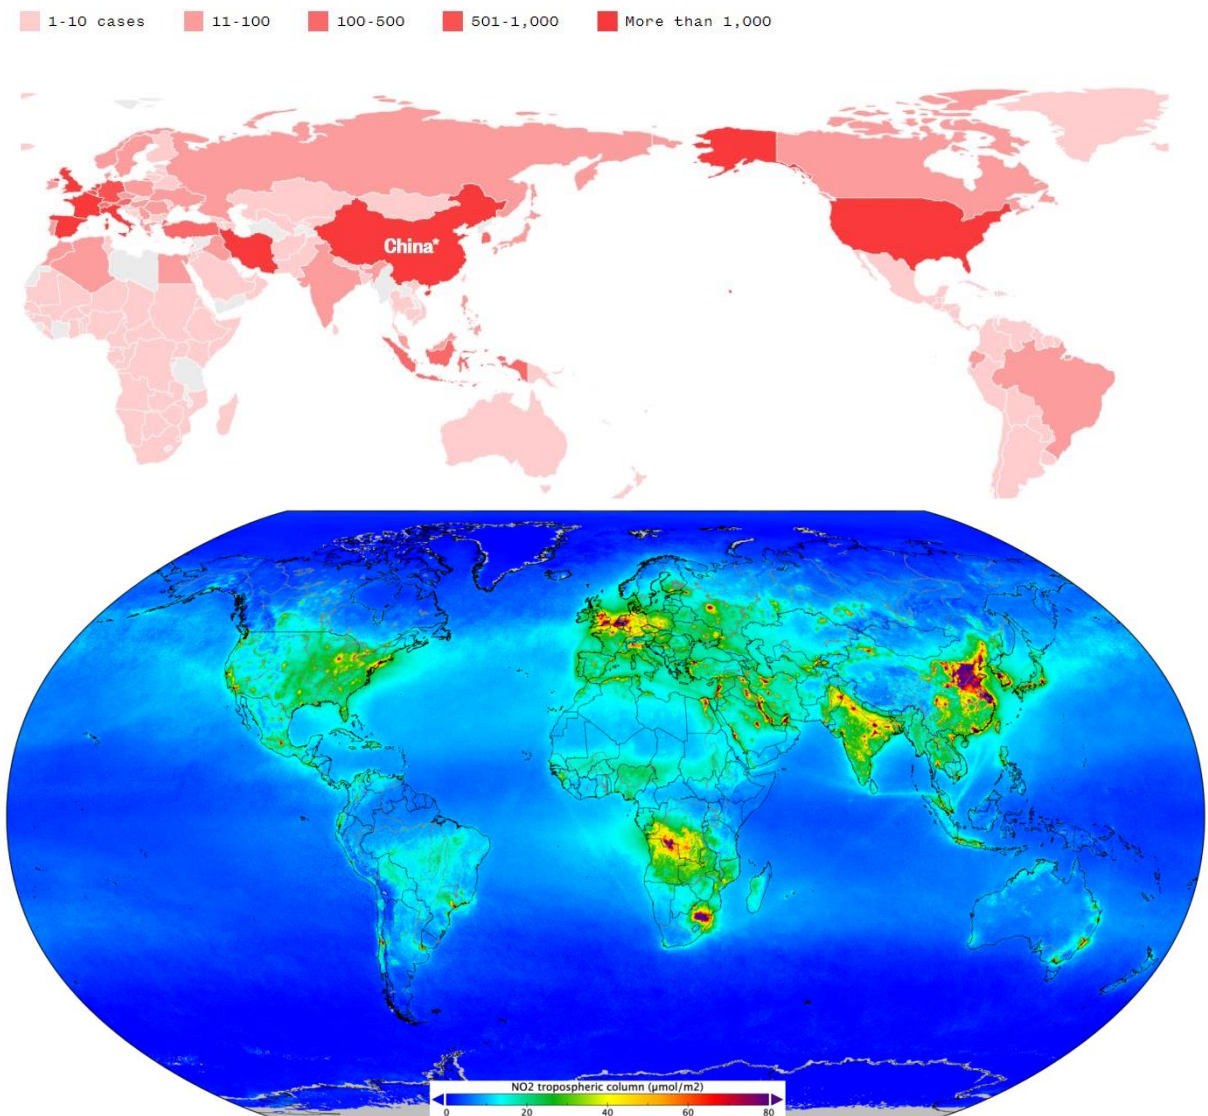 1-10 cases 11-100 100-500 501-1,000 More than 1,000
China*
NO2 tropospheric column (µmol/m2)
0 20 40 60 80